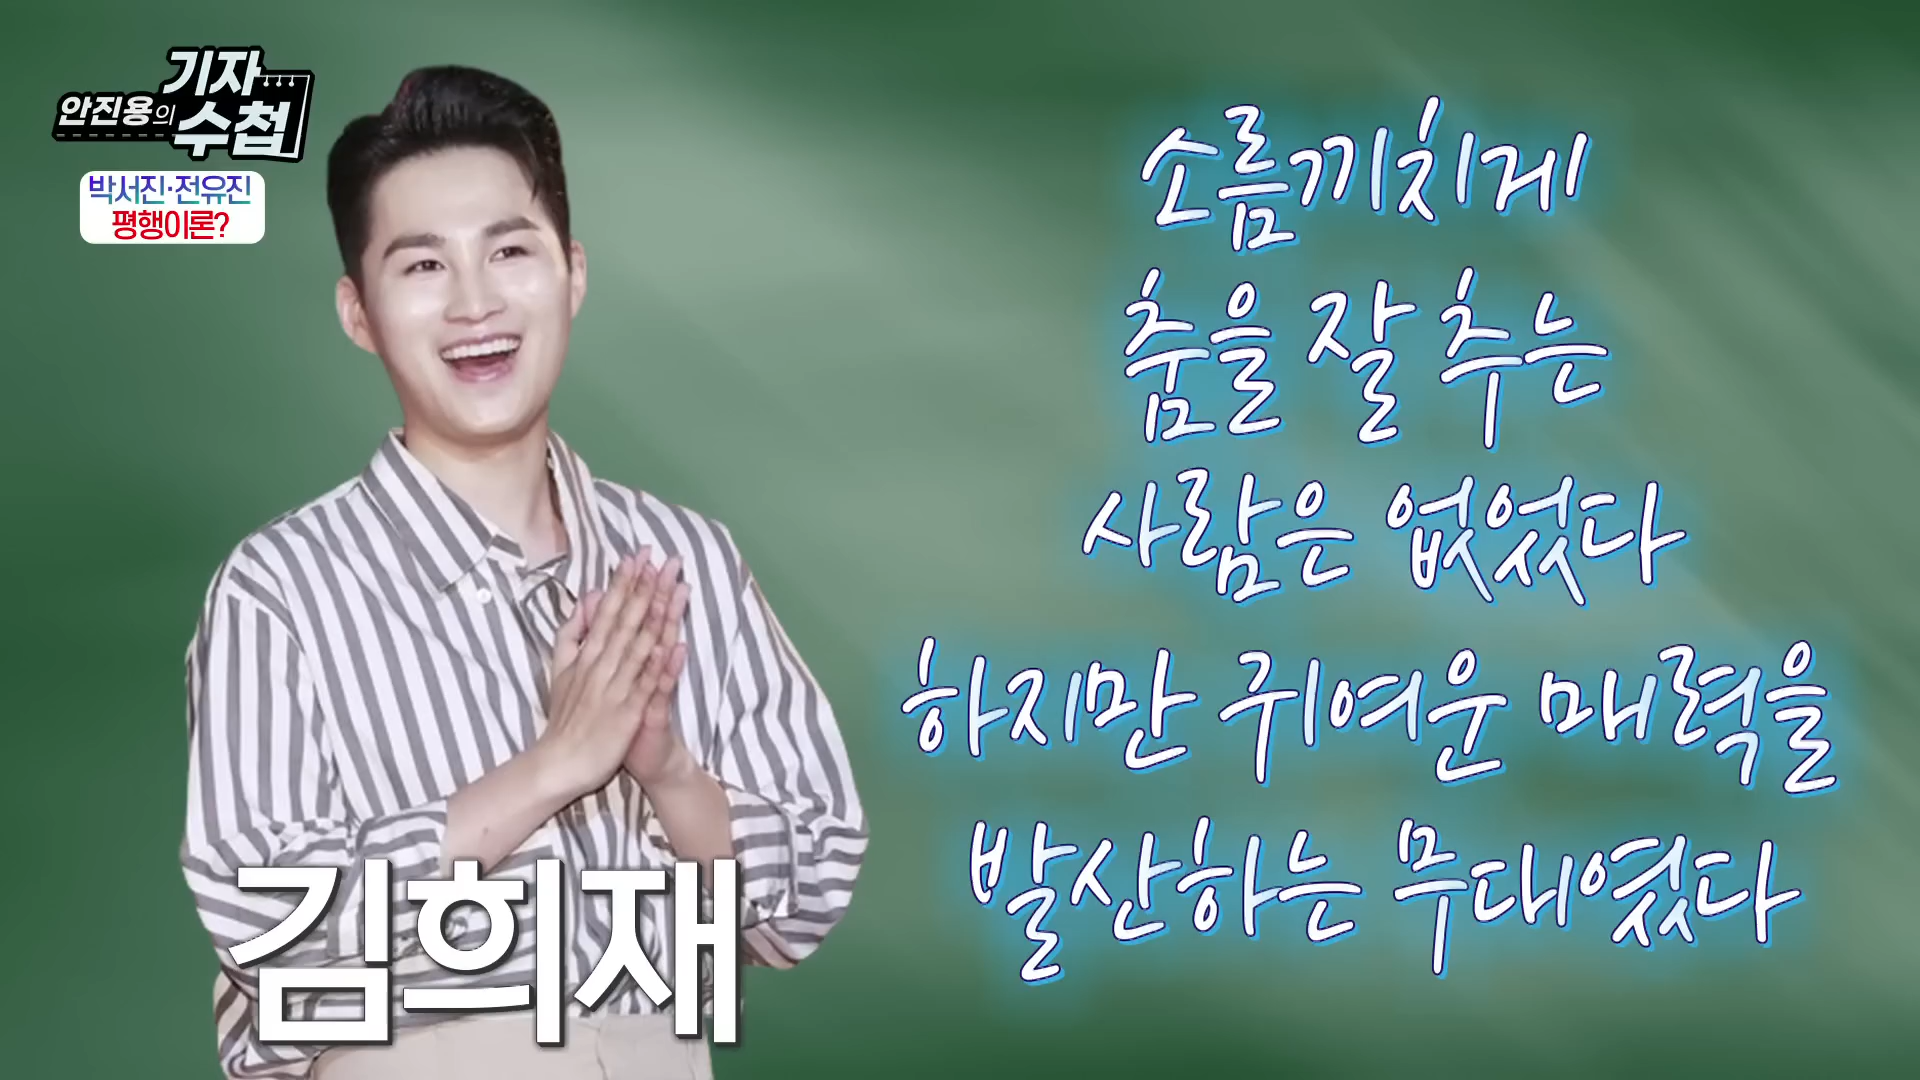 기자
안진용의
수첩
박서진·전유진
평행이론?
소름끼치게
춤을 잘 추는
사람은 없었다
하지만 귀여운 매력을
발산하는 무대였다
김희재